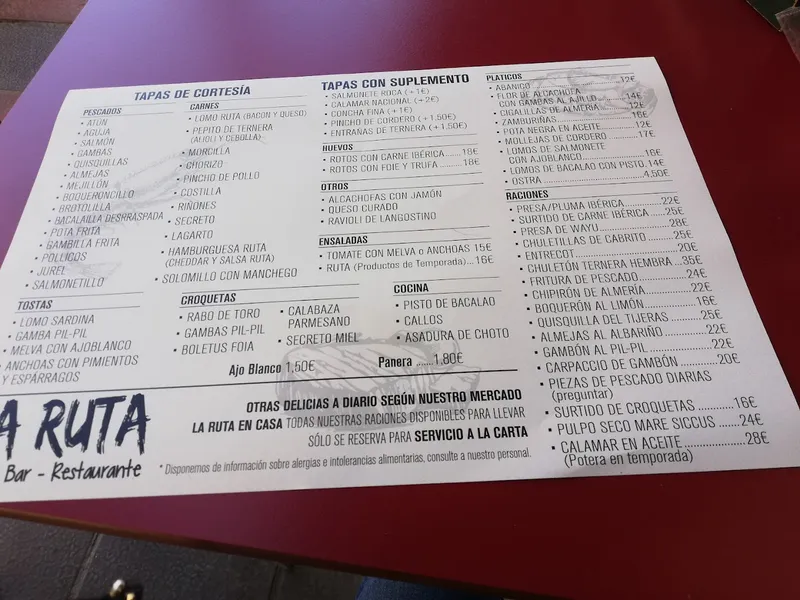 TAPAS DE CORTESÍA
PESCADOS
• ATÚN
• AGUJA
• SALMÓN
• GAMBAS
• QUISQUILLAS
• ALMEJAS
• MEJILLÓN
• BOQUERONCILLO
• BROTOLILLA
• BACALAILLA DESRRASPADA
• POTA FRITA
• GAMBILLA FRITA
• POLLICOS
• JUREL
• SALMONETILLO
CARNES
• LOMO RUTA (BACON Y QUESO)
• PEPITO DE TERNERA
(ALJOLI Y CEBOLLA)
• MORCILLA
• CHORIZO
• PINCHO DE POLLO
• COSTILLA
• RIÑONES
• SECRETO
• LAGARTO
• HAMBURGUESA RUTA
(CHEDDAR Y SALSA RUTA)
• SOLOMILLO CON MANCHEGO
TAPAS CON SUPLEMENTO
• SALMONETE ROCA (+1€)
• CALAMAR NACIONAL (+2€)
• CONCHA FINA (+1€)
• PINCHO DE CORDERO (+1,50€)
• ENTRAÑAS DE TERNERA (+1,50€)
HUEVOS
• ROTOS CON CARNE IBÉRICA ..... 18€
• ROTOS CON FOIE Y TRUFA ..... 18€
OTROS
• ALCACHOFAS CON JAMÓN
• QUESO CURADO
• RAVIOLI DE LANGOSTINO
ENSALADAS
• TOMATE CON MELVA o ANCHOAS 15€
• RUTA (Productos de Temporada)...16€
PLATICOS
• ABANICO ..... 12€
• FLOR DE ALCACHOFA
CON GAMBAS AL AJILLO ..... 14€
• CIGALILLAS DE ALMERÍA ..... 12€
• ZAMBURIÑAS ..... 16€
• POTA NEGRA EN ACEITE ..... 12€
• MOLLEJAS DE CORDERO ..... 17€
• LOMOS DE SALMONETE
CON AJOBLANCO ..... 16€
• LOMOS DE BACALAO CON PISTO. 14€
• OSTRA ..... 4,50€
RACIONES
• PRESA/PLUMA IBÉRICA ..... 22€
• SURTIDO DE CARNE IBÉRICA ..... 25€
• PRESA DE WAYU ..... 28€
• CHULETILLAS DE CABRITO ..... 25€
• ENTRECOT ..... 20€
• CHULETÓN TERNERA HEMBRA ...35€
• FRITURA DE PESCADO ..... 24€
• CHIPIRÓN DE ALMERÍA ..... 22€
• BOQUERÓN AL LIMÓN ..... 16€
• QUISQUILLA DEL TIJERAS ..... 25€
• ALMEJAS AL ALBARIÑO ..... 22€
• GAMBÓN AL PIL-PIL ..... 22€
• CARPACCIO DE GAMBÓN ..... 20€
• PIEZAS DE PESCADO DIARIAS
(preguntar)
• SURTIDO DE CROQUETAS ..... 16€
• PULPO SECO MARE SICCUS ..... 24€
• CALAMAR EN ACEITE ..... 28€
(Potera en temporada)
TOSTAS
• LOMO SARDINA
• GAMBA PIL-PIL
• MELVA CON AJOBLANCO
• ANCHOAS CON PIMIENTOS
Y ESPÁRRAGOS
CROQUETAS
• RABO DE TORO
• GAMBAS PIL-PIL
• BOLETUS FOIA
• CALABAZA
PARMESANO
• SECRETO MIEL
COCINA
• PISTO DE BACALAO
• CALLOS
• ASADURA DE CHOTO
Ajo Blanco 1,50€
Panera ..... 1,80€
A RUTA
Bar - Restaurante
OTRAS DELICIAS A DIARIO SEGÚN NUESTRO MERCADO
LA RUTA EN CASA TODAS NUESTRAS RACIONES DISPONIBLES PARA LLEVAR
SÓLO SE RESERVA PARA SERVICIO A LA CARTA
* Disponemos de información sobre alergias e intolerancias alimentarias, consulte a nuestro personal.